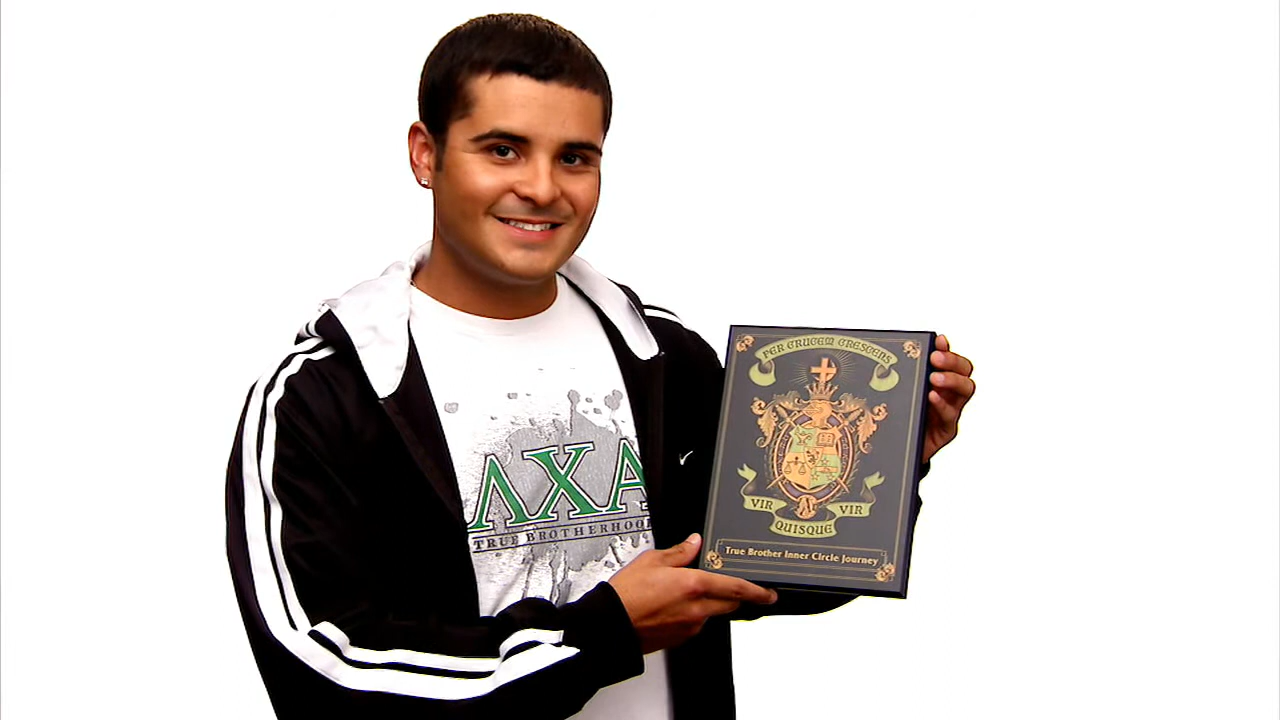 ΛΧΑ
TRUE BROTHERHOOD
PER CRUCEM CRESCENS
VIR QUISQUE VIR
True Brother Inner Circle Journey